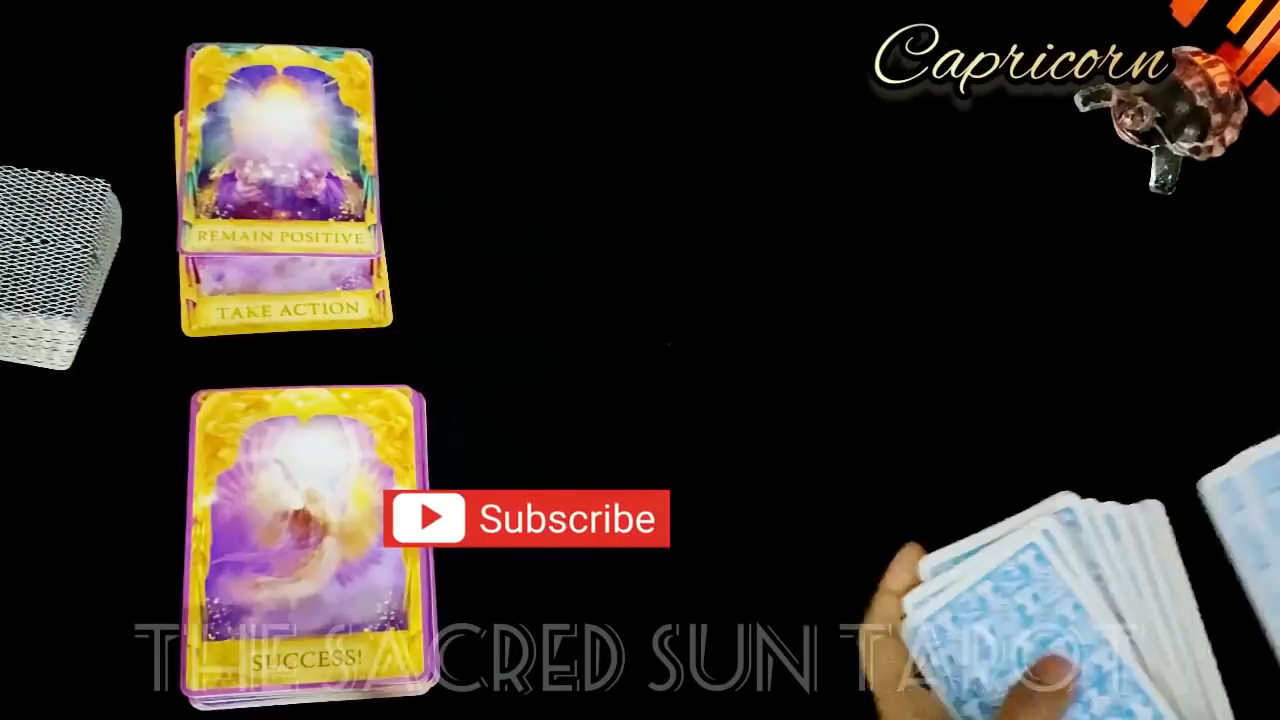 Capricorn
REMAIN POSITIVE
TAKE ACTION
Subscribe
SUCCESS!
THE SACRED SUN TAROT